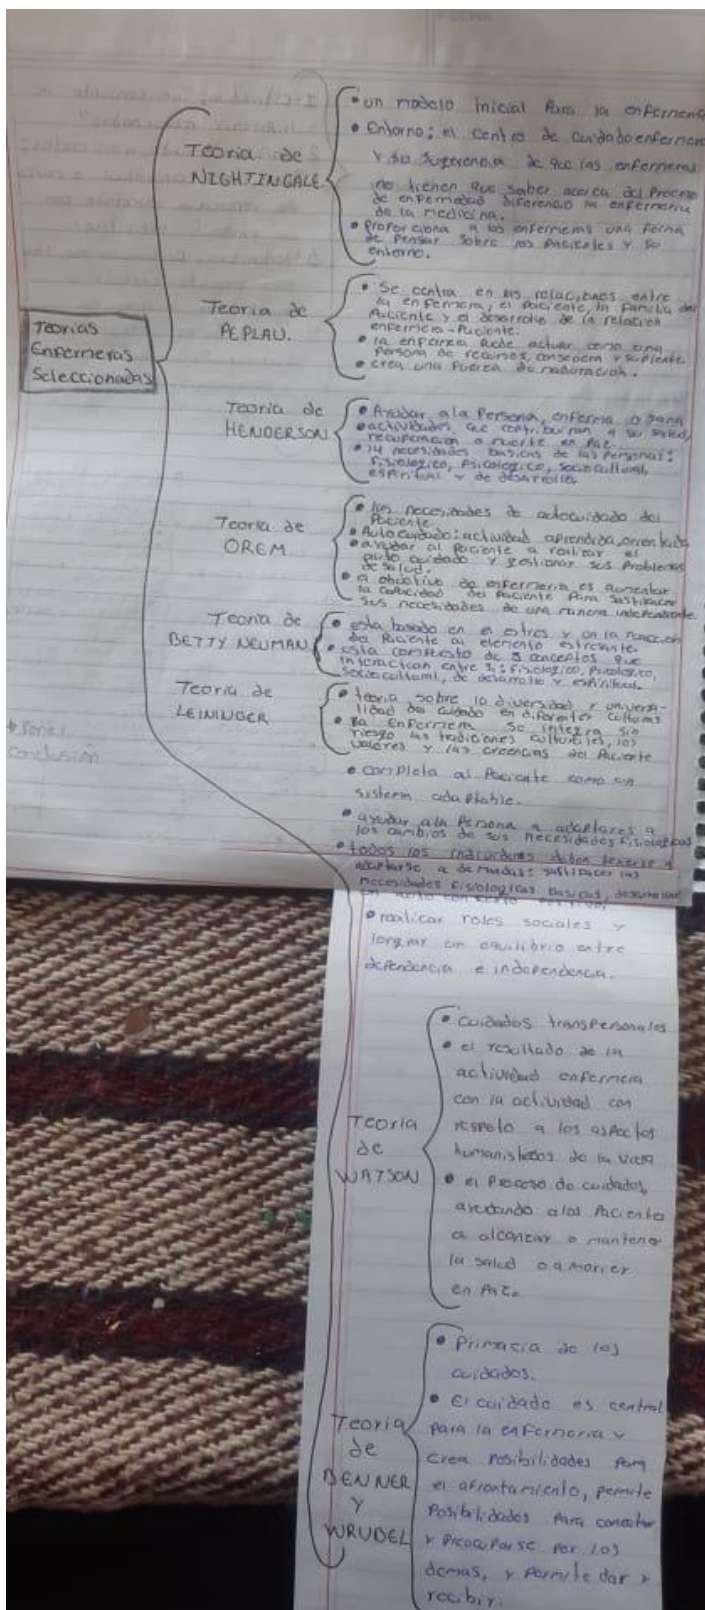 Teorías
Enfermeras
Seleccionadas
Teoria de
NIGHTINGALE.
• un modelo inicial Para la enfermeria
• Entorno; el centro de cuidado enfermero
y su sugerencia de que las enfermeras
no tienen que saber acerca del Proceso
de enfermedad diferencio la enfermeria
de la medicina.
• Proporciona a las enfermeras una forma
de Pensar sobre los Pacientes y su
entorno.
Teoria de
PEPLAU.
• Se centra en las relaciones entre
la enfermera, el paciente, la familia del
Paciente y el desarrollo de la relación
enfermera-Paciente.
• la enfermera Puede actuar como una
Persona de recursos, consejera y suplente.
• crea una fuerza de maduración.
Teoria de
HENDERSON
• Ayudar a la Persona, enferma o sana
• actividades que contribuiran a su salud,
recuperacion o muerte en Paz.
• 14 necesidades basicas de las Personas:
fisiologico, Psicologico, sociocultural,
espiritual y de desarrollo.
Teoria de
OREM
• las necesidades de autocuidado del
Paciente.
• Autocuidado: actividad aprendida, orientada
• ayudar al Paciente a realizar el
auto cuidado y gestionar sus Problemas
de salud.
• el objetivo de enfermeria es aumentar
la capacidad del Paciente Para satisfacer
sus necesidades de una manera independiente
Teoria de
BETTY NEUMAN
• esta basado en el estres y en la reaccion
del Paciente al elemento estresante.
• esta compuesto de 5 conceptos que
interactuan entre si: fisiologico, Psicologico,
sociocultural, de desarrollo y espiritual.
Teoria de
LEININGER
• teoria sobre la diversidad y universa-
lidad del cuidado en diferentes culturas
• la Enfermera se integra sin
riesgo las tradiciones culturales, los
valores y las creencias del Paciente
Poner
conclusión
• completa al Paciente como un
sistema adaptable.
• ayudar a la Persona a adaptarces a
los cambios de sus necesidades fisiologicas
• todos los deben tenerse y
adaptarse a demandas: satisfacer las
necesidades fisiologicas basicas, desarrollar
• realicar roles sociales y
lorgrar un equilibrio entre
dependencia e independencia.
Teoría
de
WATSON
• Cuidados transPersonales
• el resultado de la
actividad enfermera
con la actividad con
respeto a los aspectos
humanisticos de la vida
• el Proceso de cuidados,
ayudando a los Paciente
a alcanzar o mantener
la salud o a morier
en Paz.
Teoria
de
BENNER
Y
WRUDEL
• Primacia de los
cuidados.
• El cuidado es central
Para la enfermeria y
crea Posibilidades Para
el afrontamiento, permite
Posibilidades Para conectar
y Preocuparse por los
demas, y Permite dar y
recibir.